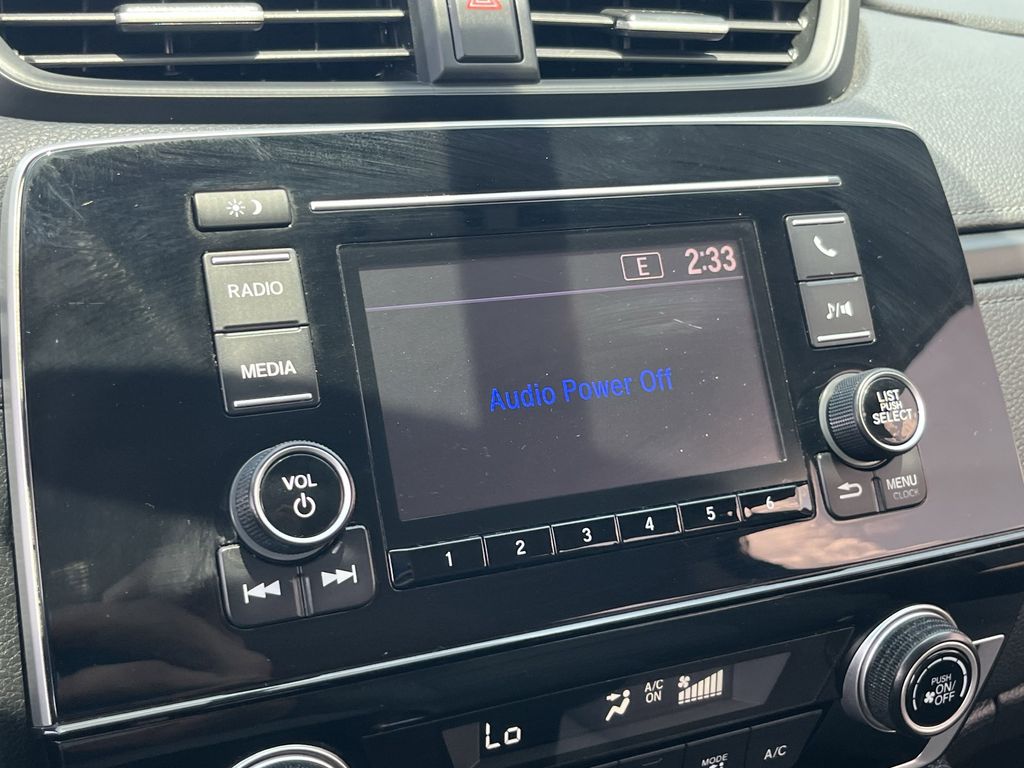 E 2:33
RADIO
MEDIA
Audio Power Off
LIST
PUSH
SELECT
VOL
MENU
CLOCK
1 2 3 4 5 6
A/C
ON
Lo
PUSH
ON/
OFF
MODE
A/C